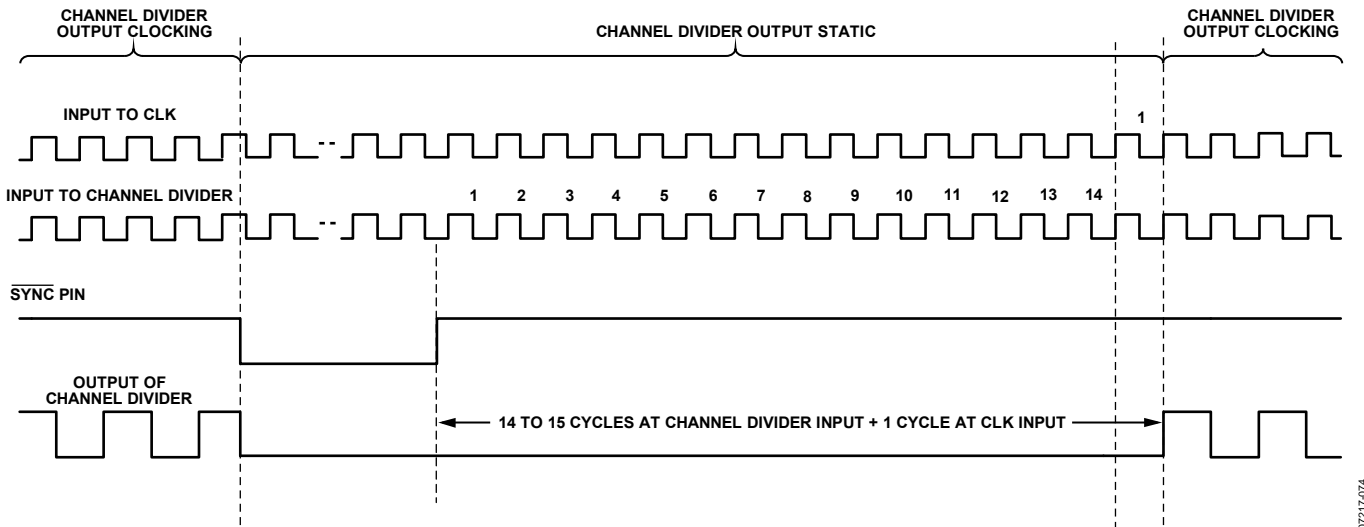 CHANNEL DIVIDER
OUTPUT CLOCKING
CHANNEL DIVIDER OUTPUT STATIC
CHANNEL DIVIDER
OUTPUT CLOCKING
INPUT TO CLK
1
INPUT TO CHANNEL DIVIDER
1 2 3 4 5 6 7 8 9 10 11 12 13 14
SYNC PIN
OUTPUT OF
CHANNEL DIVIDER
14 TO 15 CYCLES AT CHANNEL DIVIDER INPUT + 1 CYCLE AT CLK INPUT
07217-074